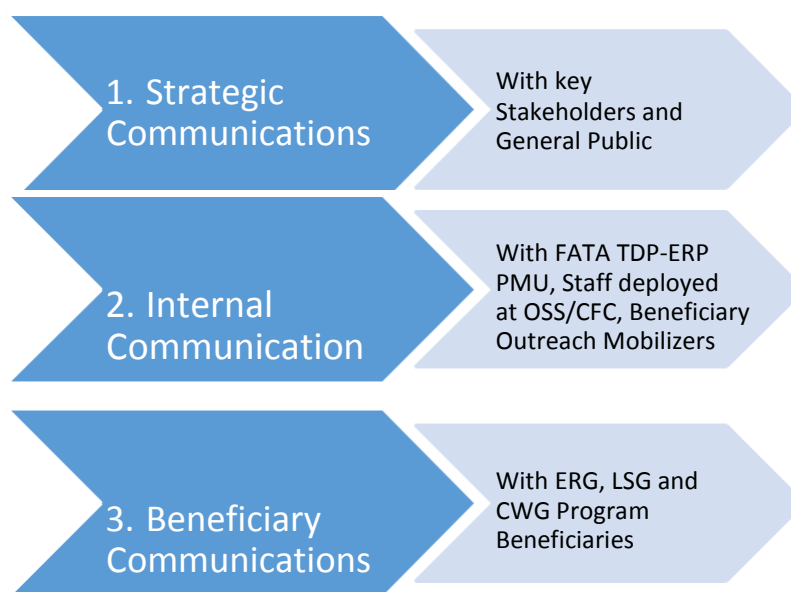 1. Strategic
Communications
With key
Stakeholders and
General Public
2. Internal
Communication
With FATA TDP-ERP
PMU, Staff deployed
at OSS/CFC, Beneficiary
Outreach Mobilizers
3. Beneficiary
Communications
With ERG, LSG and
CWG Program
Beneficiaries